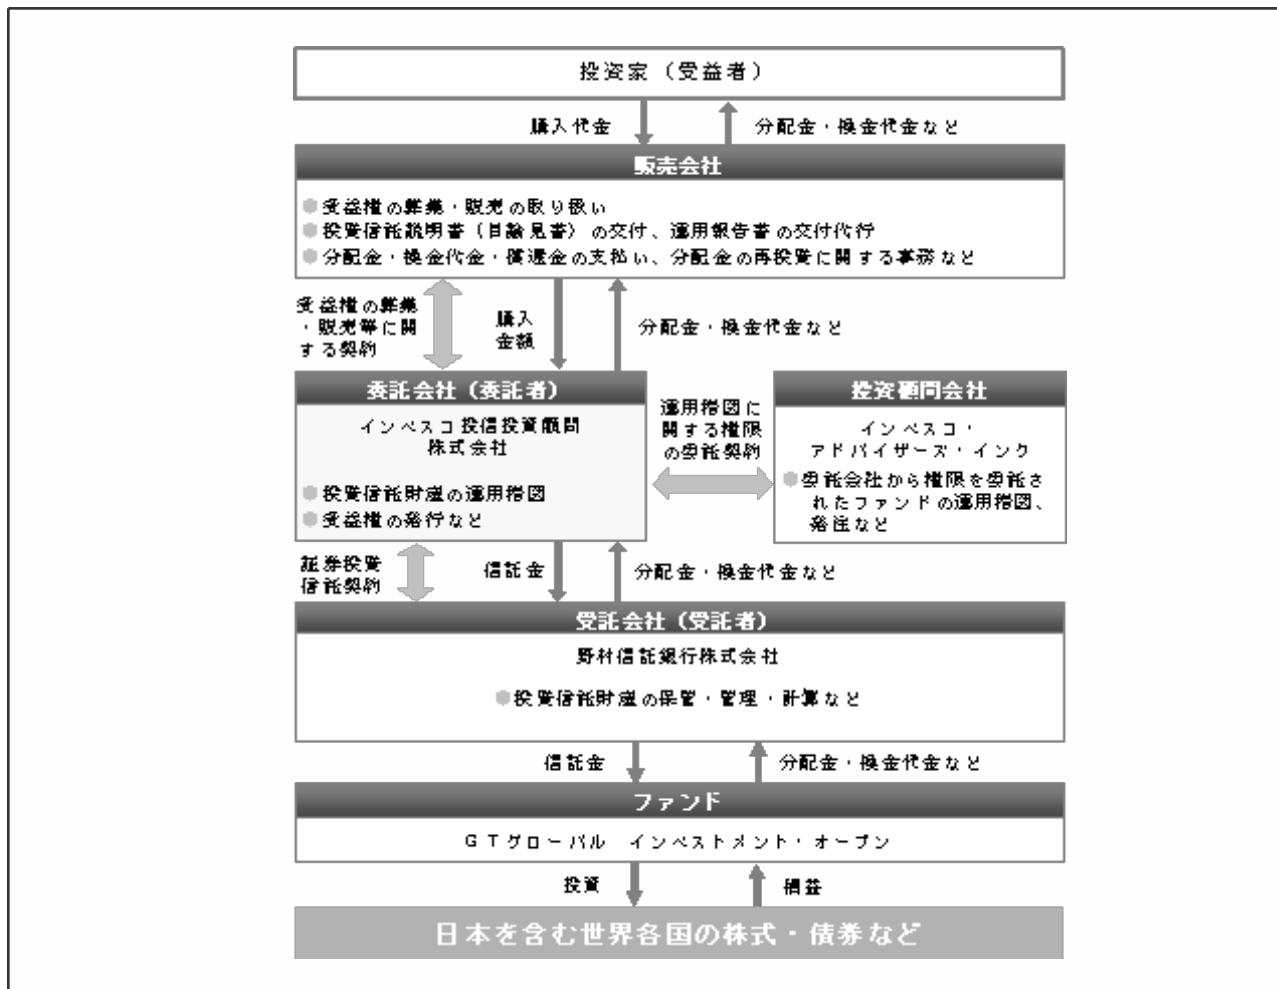 投資家（受益者）
購入代金
分配金・換金代金など
販売会社
受益権の募集・販売の取り扱い
投資信託説明書（目論見書）の交付、運用報告書の交付代行
分配金・換金代金・償還金の支払い、分配金の再投資に関する事務など
受益権の募集
・販売等に関
する契約
購入
金額
分配金・換金代金など
委託会社（委託者）
インベスコ投信投資顧問
株式会社
投資信託財産の運用指図
受益権の発行など
運用指図に
関する権限
の委託契約
投資顧問会社
インベスコ・
アドバイザーズ・インク
委託会社から権限を委託さ
れたファンドの運用指図、
発注など
証券投資
信託契約
信託金
分配金・換金代金など
受託会社（受託者）
野村信託銀行株式会社
投資信託財産の保管・管理・計算など
信託金
分配金・換金代金など
ファンド
ＧＴグローバル　インベストメント・オープン
投資
損益
日本を含む世界各国の株式・債券など